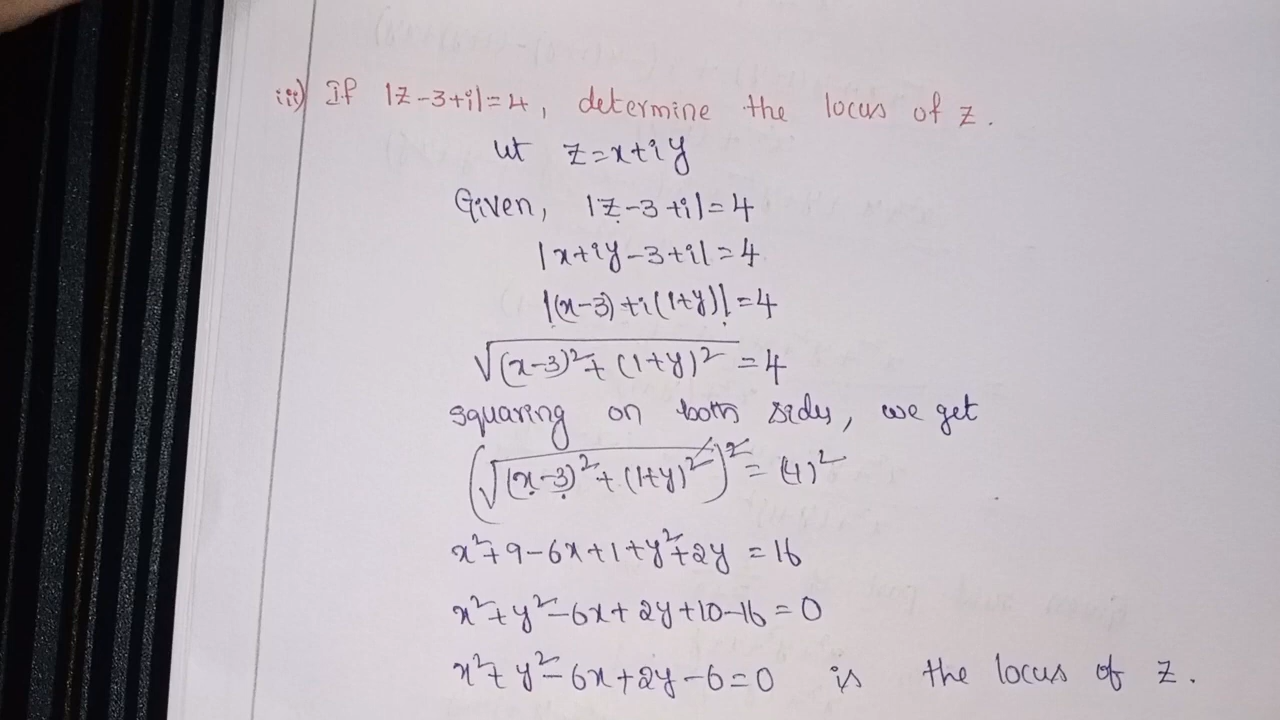 iii) If |z-3+i|=4, determine the locus of z.
Let z=x+iy
Given, |z-3+i|=4
|x+iy-3+i|=4
|(x-3)+i(1+y)|=4
√((x-3)²+(1+y)²)=4
squaring on both sides, we get
(√((x-3)²+(1+y)²))²=(4)²
x²+9-6x+1+y²+2y=16
x²+y²-6x+2y+10-16=0
x²+y²-6x+2y-6=0 is the locus of z.